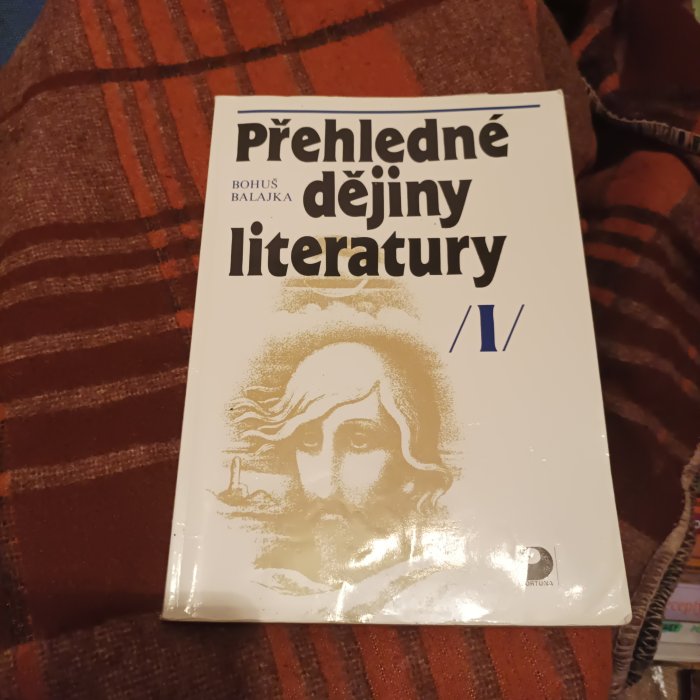 Přehledné
BOHUŠ
BALAJKA
dějiny
literatury
/I/